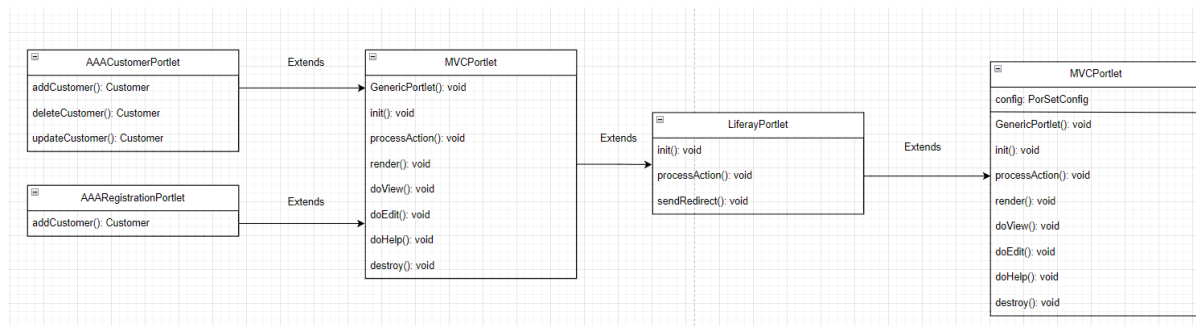 AAACustomerPortlet
addCustomer(): Customer
deleteCustomer(): Customer
updateCustomer(): Customer
Extends
AAARegistrationPortlet
addCustomer(): Customer
Extends
MVCPortlet
GenericPortlet(): void
init(): void
processAction(): void
render(): void
doView(): void
doEdit(): void
doHelp(): void
destroy(): void
Extends
LiferayPortlet
init(): void
processAction(): void
sendRedirect(): void
Extends
MVCPortlet
config: PorSetConfig
GenericPortlet(): void
init(): void
processAction(): void
render(): void
doView(): void
doEdit(): void
doHelp(): void
destroy(): void